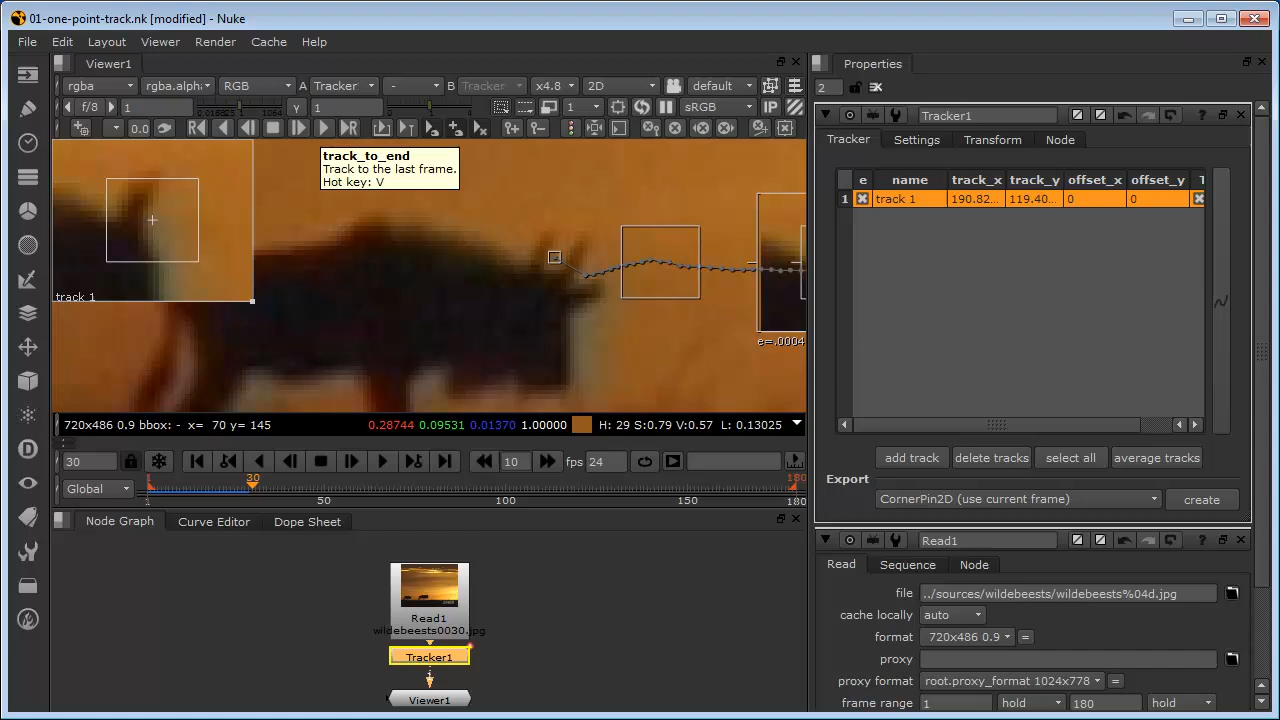 01-one-point-track.nk [modified] - Nuke
File Edit Layout Viewer Render Cache Help
Viewer1
rgba rgba.alpha RGB A Tracker - B Tracker x4.8 2D default
f/8 1 Y 1 1 sRGB IP
0.0
track_to_end
Track to the last frame.
Hot key: V
track 1
e=.0004
720x486 0.9 bbox: - x= 70 y= 145 0.28744 0.09531 0.01370 1.00000 H: 29 S:0.79 V:0.57 L: 0.13025
30 10 fps 24
Global 1 30 180
1 50 100 150 180
Node Graph Curve Editor Dope Sheet
Read1
wildebeests0030.jpg
Tracker1
Viewer1
Properties
2
Tracker1
Tracker Settings Transform Node
e name track_x track_y offset_x offset_y T
1 track 1 190.82... 119.40... 0 0
add track delete tracks select all average tracks
Export
CornerPin2D (use current frame) create
Read1
Read Sequence Node
file ../sources/wildebeests/wildebeests%04d.jpg
cache locally auto
format 720x486 0.9 =
proxy
proxy format root.proxy_format 1024x778 =
frame range 1 hold 180 hold